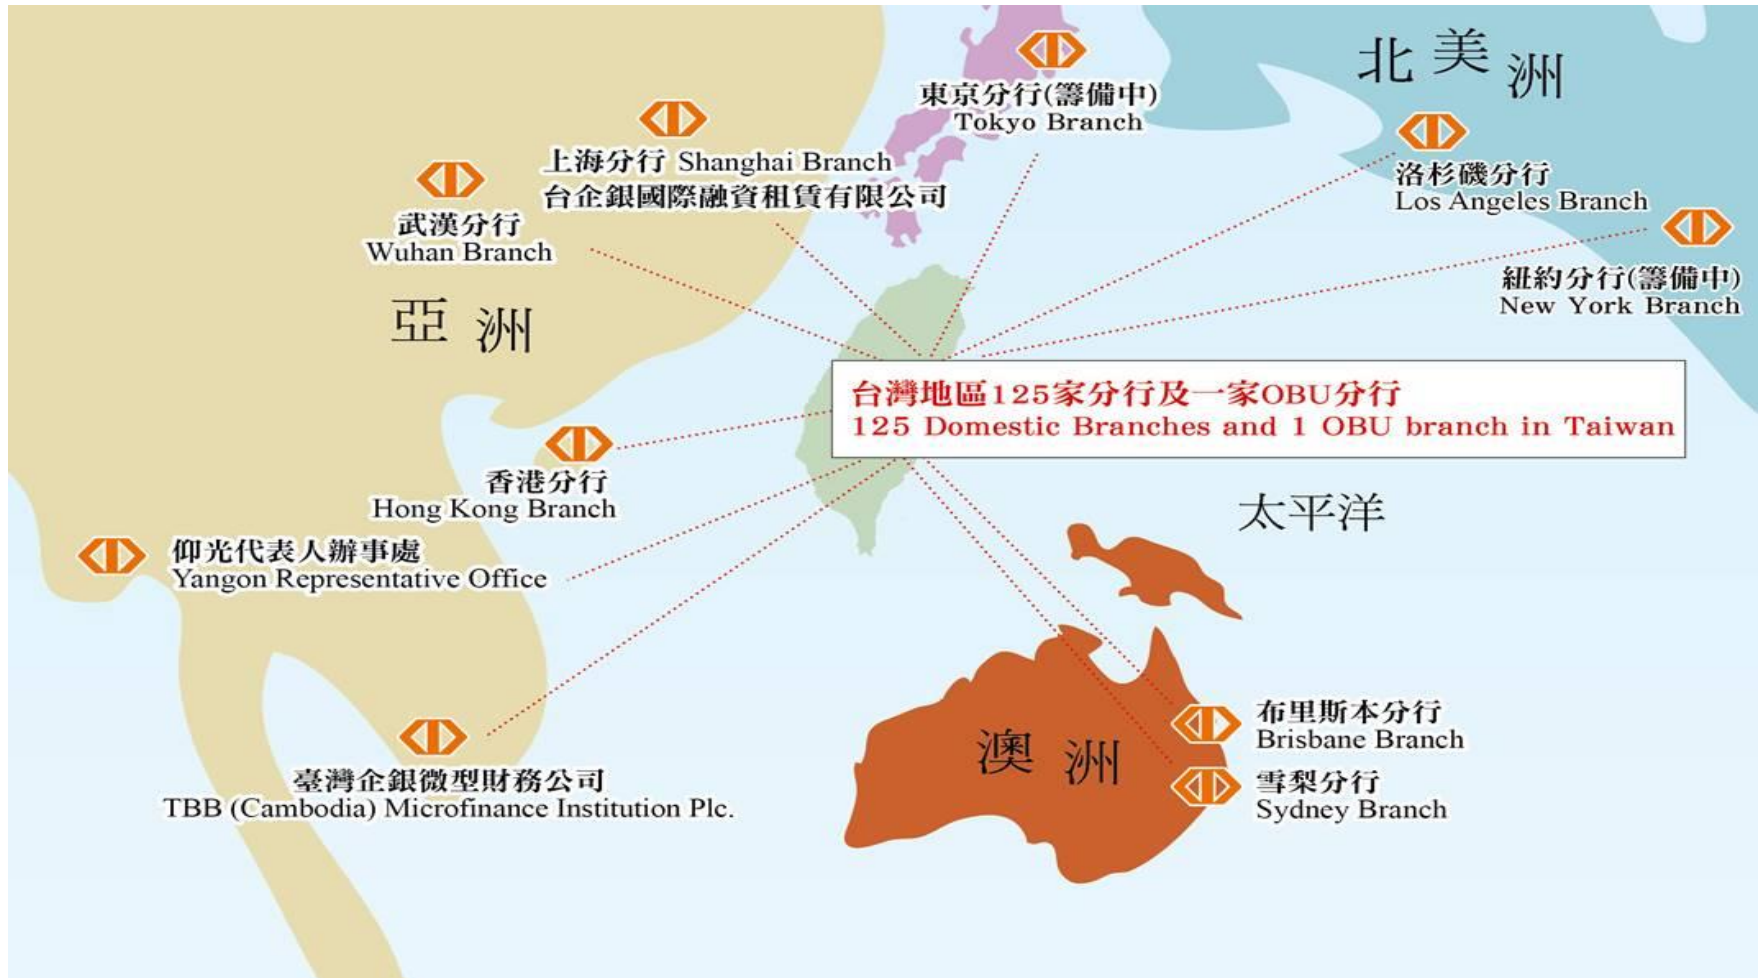 北美洲
東京分行(籌備中)
Tokyo Branch
上海分行 Shanghai Branch
台企銀國際融資租賃有限公司
洛杉磯分行
Los Angeles Branch
武漢分行
Wuhan Branch
紐約分行(籌備中)
New York Branch
亞洲
台灣地區125家分行及一家OBU分行
125 Domestic Branches and 1 OBU branch in Taiwan
香港分行
Hong Kong Branch
太平洋
仰光代表人辦事處
Yangon Representative Office
布里斯本分行
Brisbane Branch
澳洲
雪梨分行
Sydney Branch
臺灣企銀微型財務公司
TBB (Cambodia) Microfinance Institution Plc.